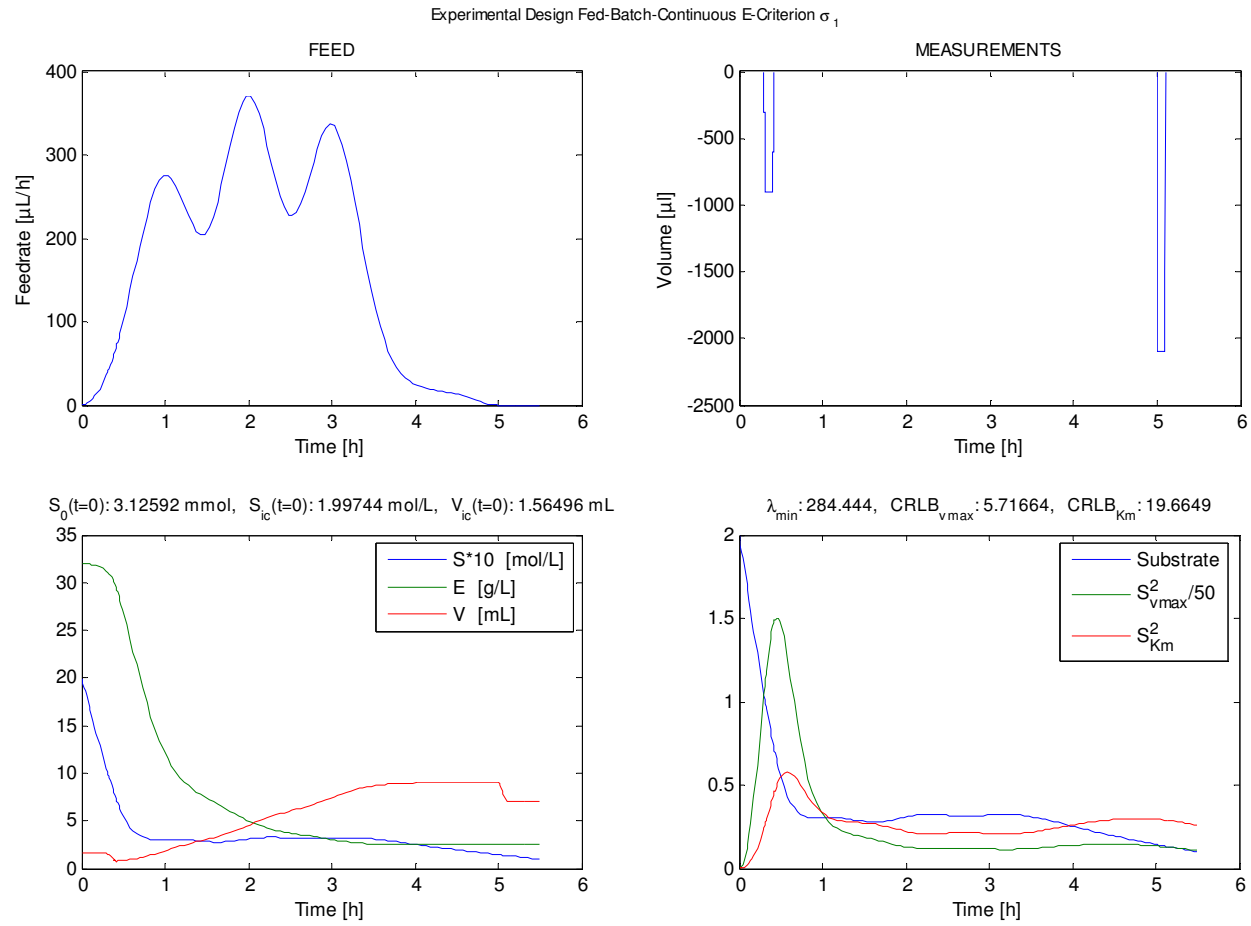 Experimental Design Fed-Batch-Continuous E-Criterion σ1
FEED
400
300
200
100
0
Feedrate [µL/h]
0 1 2 3 4 5 6
Time [h]
MEASUREMENTS
0
-500
-1000
-1500
-2000
-2500
Volume [µl]
0 1 2 3 4 5 6
Time [h]
S0(t=0): 3.12592 mmol, Sic(t=0): 1.99744 mol/L, Vic(t=0): 1.56496 mL
35
30
25
20
15
10
5
0
S*10 [mol/L]
E [g/L]
V [mL]
0 1 2 3 4 5 6
Time [h]
λmin: 284.444, CRLBvmax: 5.71664, CRLBKm: 19.6649
2
1.5
1
0.5
0
Substrate
S²vmax/50
S²Km
0 1 2 3 4 5 6
Time [h]